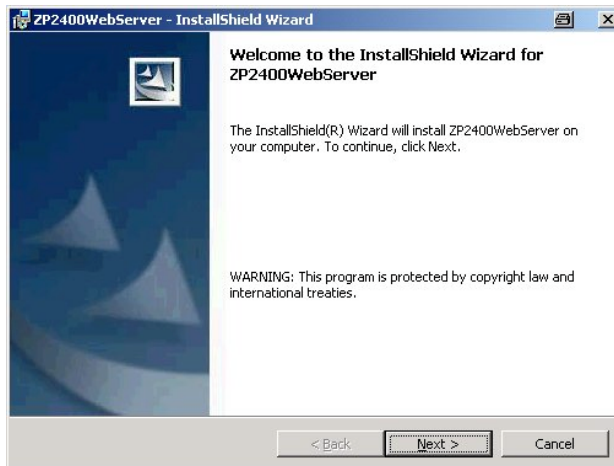 ZP2400WebServer - InstallShield Wizard
Welcome to the InstallShield Wizard for
ZP2400WebServer
The InstallShield(R) Wizard will install ZP2400WebServer on
your computer. To continue, click Next.
WARNING: This program is protected by copyright law and
international treaties.
< Back
Next >
Cancel